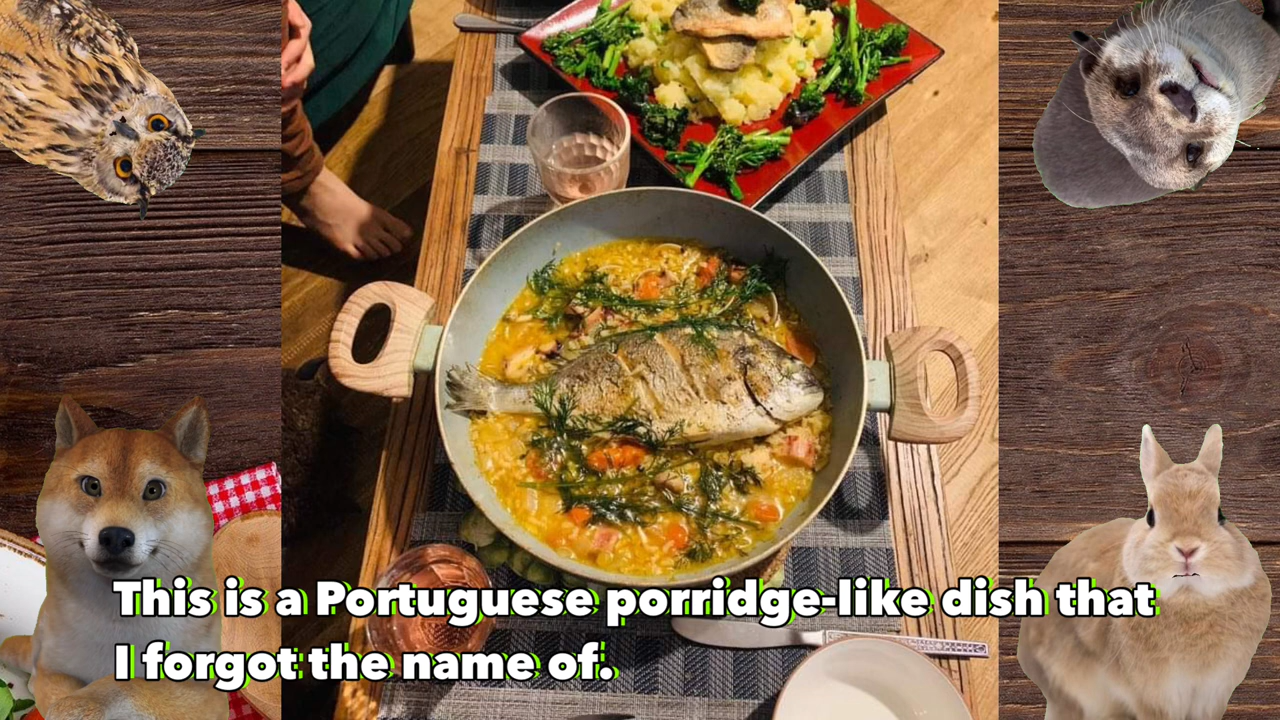 This is a Portuguese porridge-like dish that
I forgot the name of.